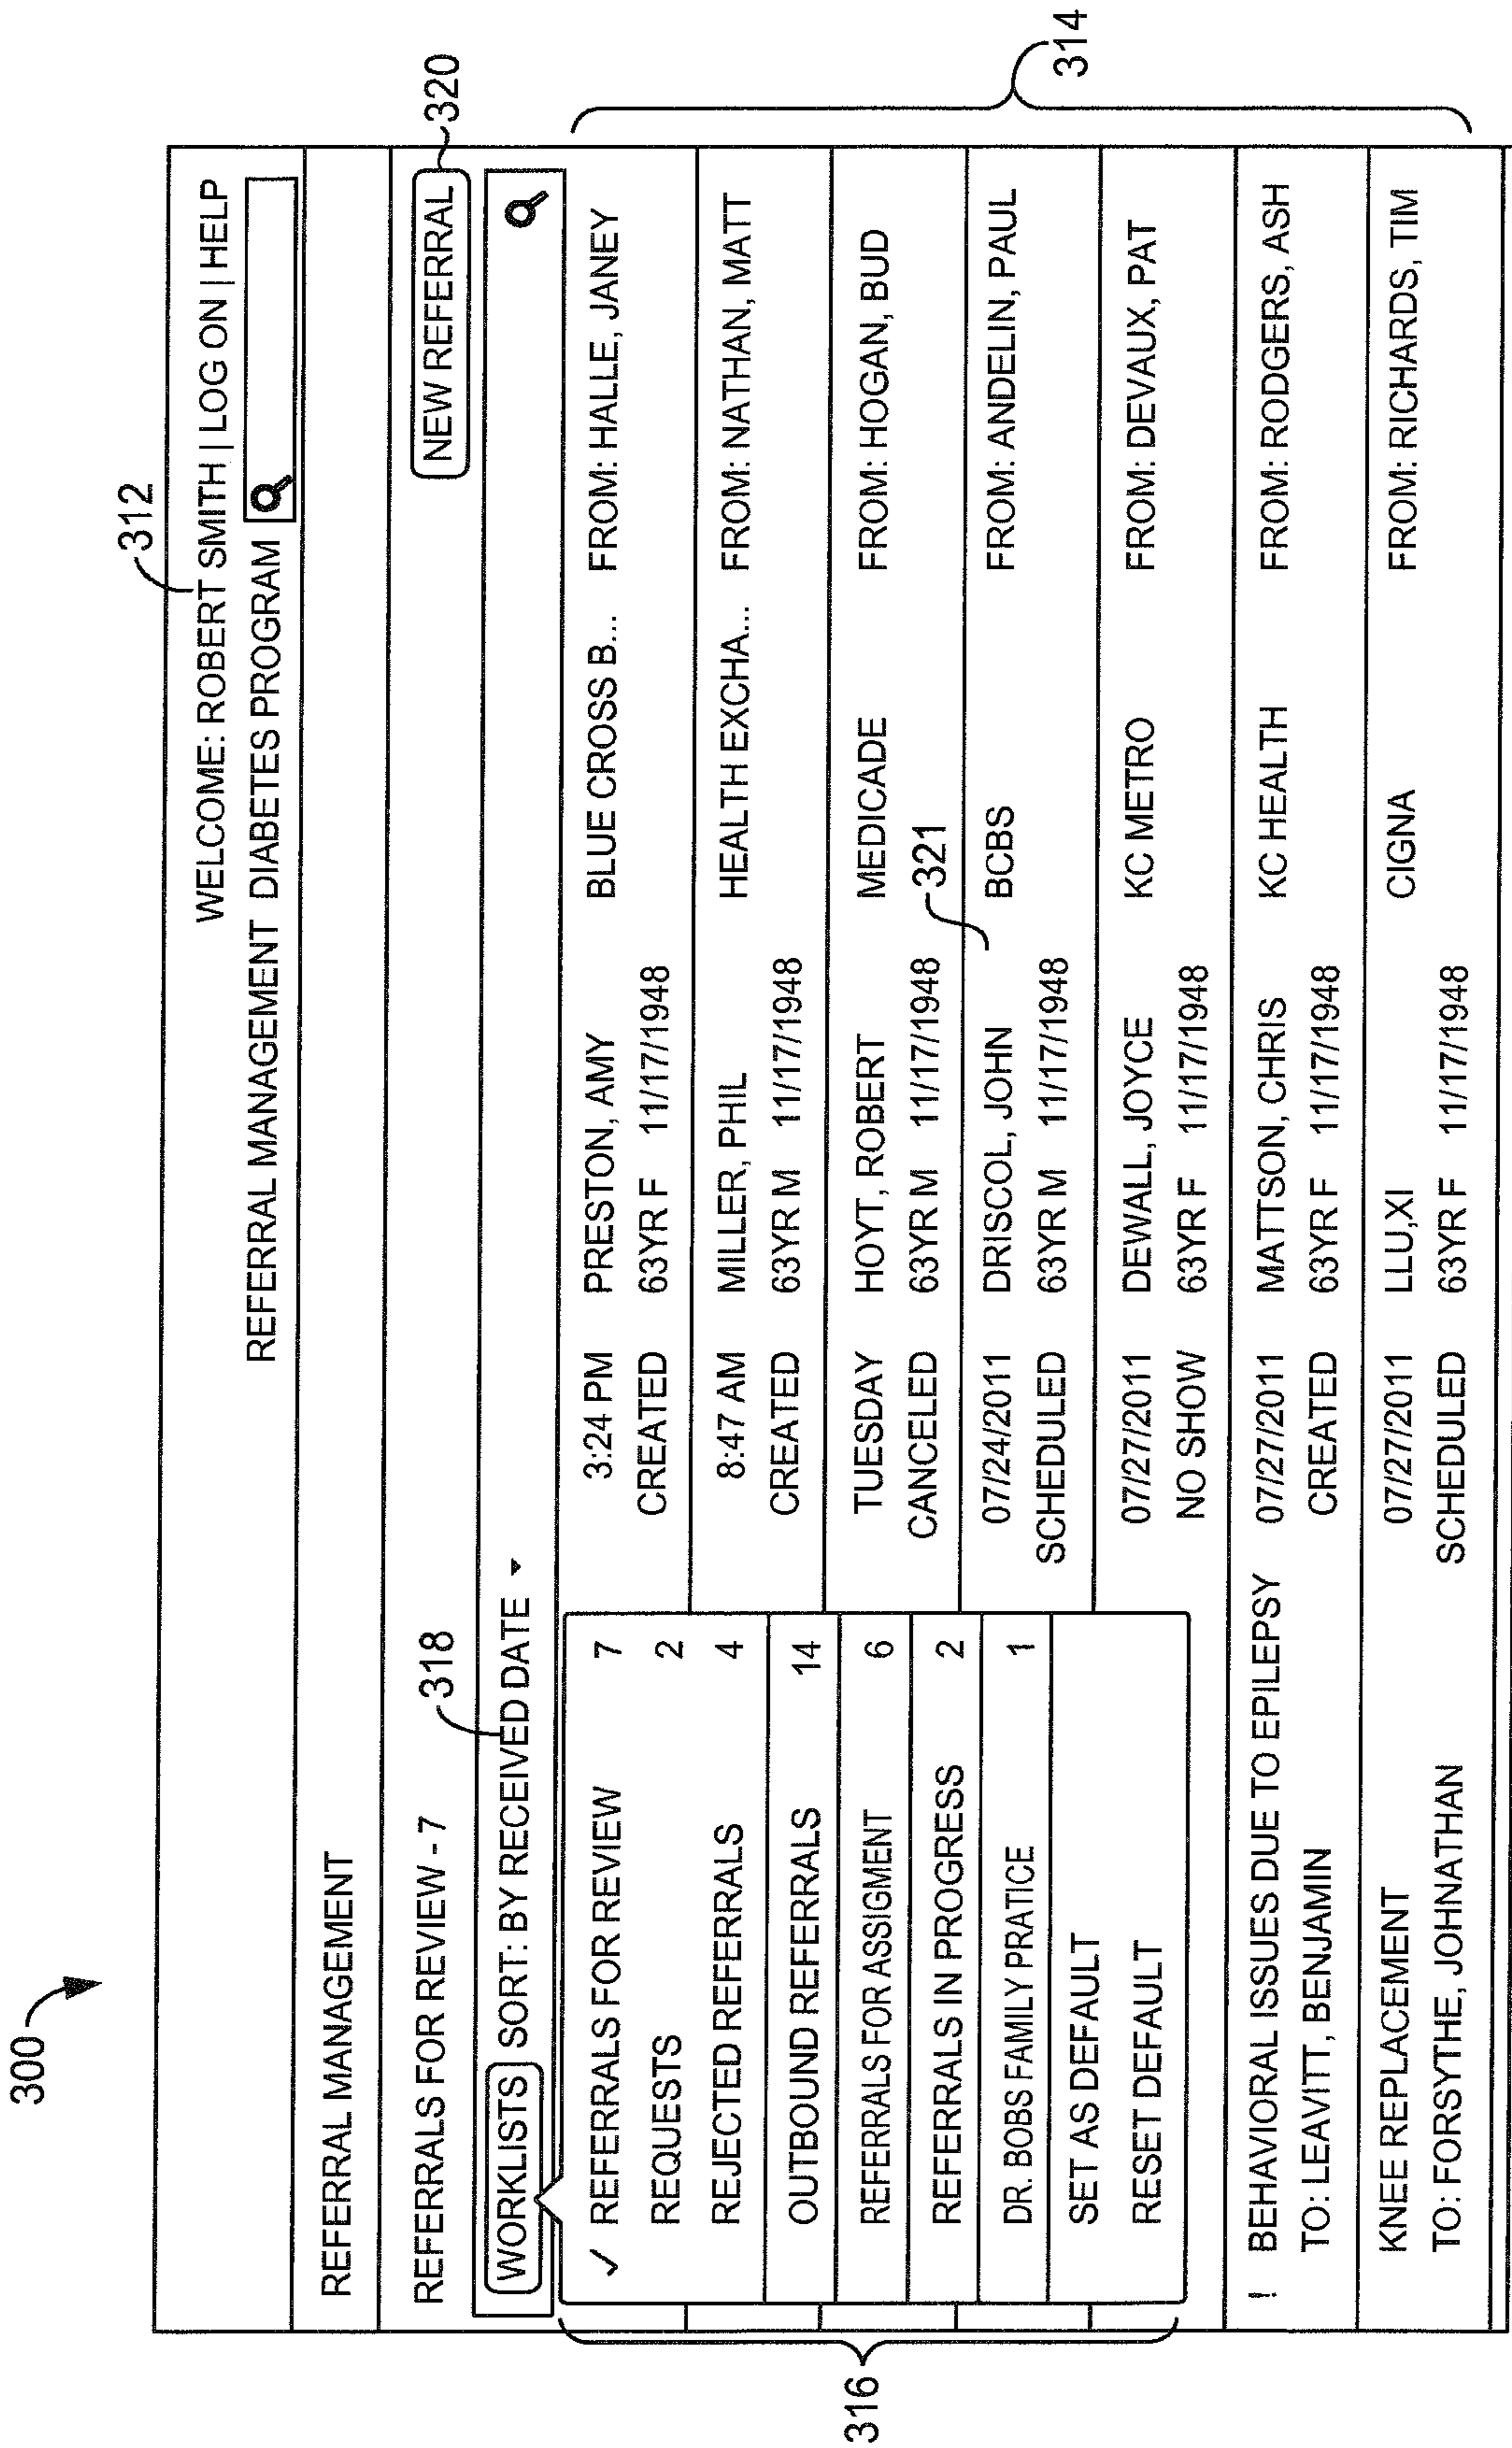 300
312
WELCOME: ROBERT SMITH | LOG ON | HELP
REFERRAL MANAGEMENT DIABETES PROGRAM
REFERRAL MANAGEMENT
REFERRALS FOR REVIEW - 7
NEW REFERRAL
320
318
WORKLISTS SORT: BY RECEIVED DATE
316
✓ REFERRALS FOR REVIEW 7
REQUESTS 2
REJECTED REFERRALS 4
OUTBOUND REFERRALS 14
REFERRALS FOR ASSIGMENT 6
REFERRALS IN PROGRESS 2
DR. BOBS FAMILY PRATICE 1
SET AS DEFAULT
RESET DEFAULT
3:24 PM PRESTON, AMY BLUE CROSS B... FROM: HALLE, JANEY
CREATED 63YR F 11/17/1948
8:47 AM MILLER, PHIL HEALTH EXCHA... FROM: NATHAN, MATT
CREATED 63YR M 11/17/1948
TUESDAY HOYT, ROBERT MEDICADE FROM: HOGAN, BUD
CANCELED 63YR M 11/17/1948
321
07/24/2011 DRISCOL, JOHN BCBS FROM: ANDELIN, PAUL
SCHEDULED 63YR M 11/17/1948
07/27/2011 DEWALL, JOYCE KC METRO FROM: DEVAUX, PAT
NO SHOW 63YR F 11/17/1948
! BEHAVIORAL ISSUES DUE TO EPILEPSY 07/27/2011 MATTSON, CHRIS KC HEALTH FROM: RODGERS, ASH
TO: LEAVITT, BENJAMIN CREATED 63YR F 11/17/1948
KNEE REPLACEMENT 07/27/2011 LLU,XI CIGNA FROM: RICHARDS, TIM
TO: FORSYTHE, JOHNATHAN SCHEDULED 63YR F 11/17/1948
314